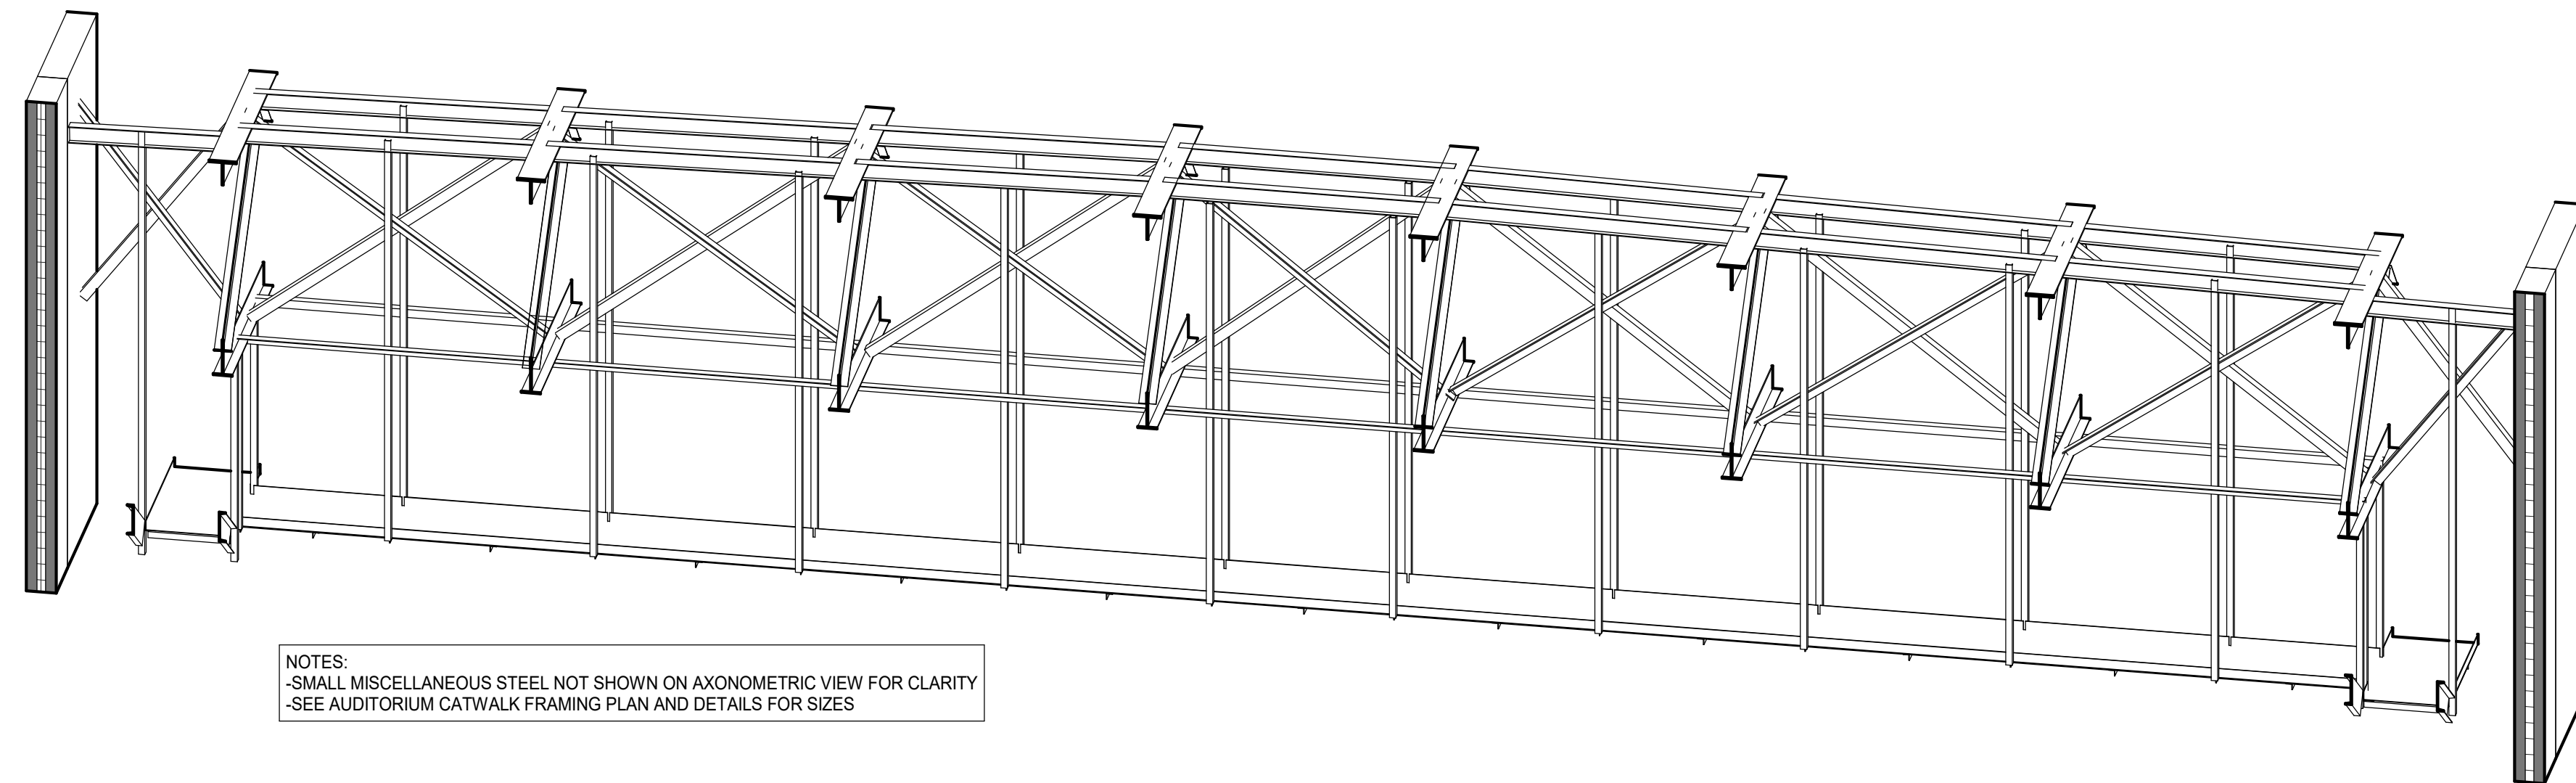 NOTES:
-SMALL MISCELLANEOUS STEEL NOT SHOWN ON AXONOMETRIC VIEW FOR CLARITY
-SEE AUDITORIUM CATWALK FRAMING PLAN AND DETAILS FOR SIZES